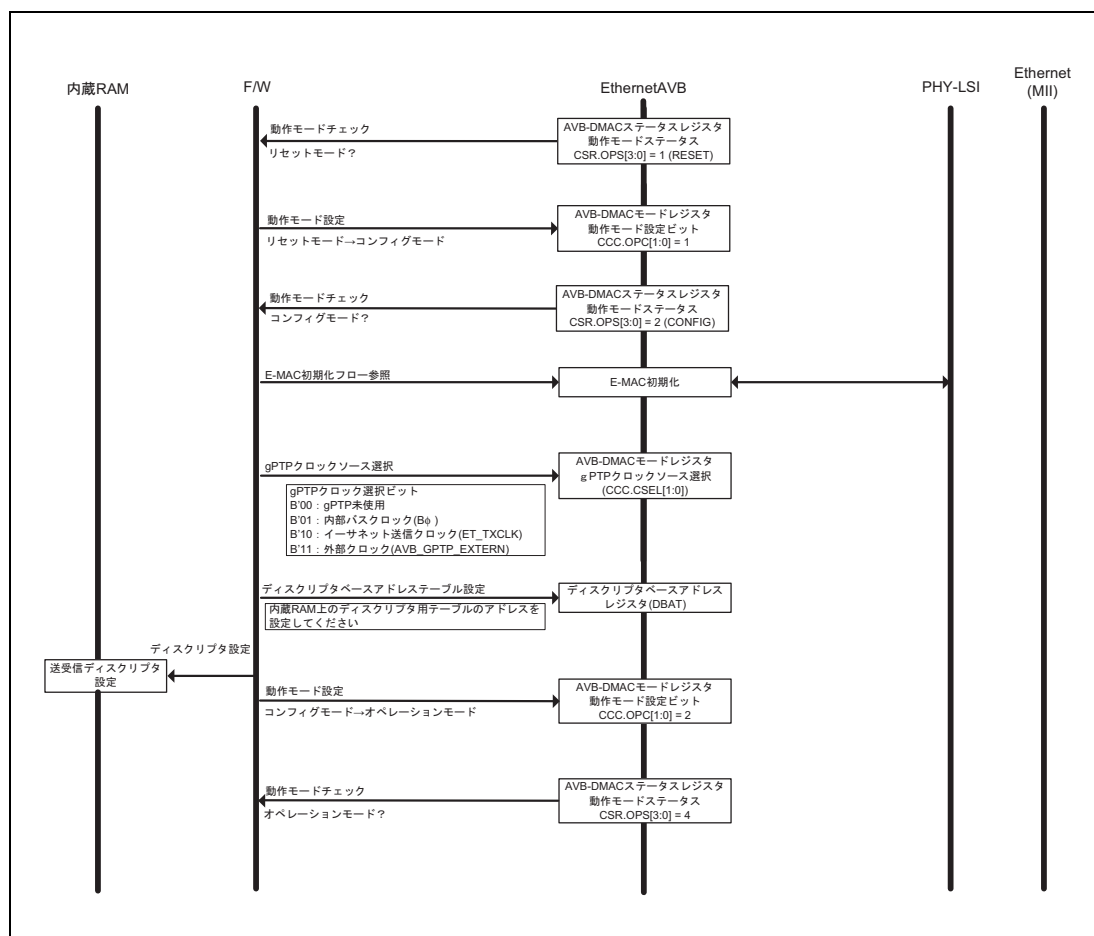 内蔵RAM
F/W
EthernetAVB
PHY-LSI
Ethernet
(MII)
動作モードチェック
リセットモード？
AVB-DMACステータスレジスタ
動作モードステータス
CSR.OPS[3:0] = 1 (RESET)
動作モード設定
リセットモード→コンフィグモード
AVB-DMACモードレジスタ
動作モード設定ビット
CCC.OPC[1:0] = 1
動作モードチェック
コンフィグモード？
AVB-DMACステータスレジスタ
動作モードステータス
CSR.OPS[3:0] = 2 (CONFIG)
E-MAC初期化フロー参照
E-MAC初期化
gPTPクロックソース選択
AVB-DMACモードレジスタ
ｇPTPクロックソース選択
(CCC.CSEL[1:0])
gPTPクロック選択ビット
B'00：gPTP未使用
B'01：内部バスクロック(Bφ )
B'10：イーサネット送信クロック(ET_TXCLK)
B'11：外部クロック(AVB_GPTP_EXTERN)
ディスクリプタベースアドレステーブル設定
内蔵RAM上のディスクリプタ用テーブルのアドレスを
設定してください
ディスクリプタベースアドレス
レジスタ(DBAT)
ディスクリプタ設定
送受信ディスクリプタ
設定
動作モード設定
コンフィグモード→オペレーションモード
AVB-DMACモードレジスタ
動作モード設定ビット
CCC.OPC[1:0] = 2
動作モードチェック
オペレーションモード？
AVB-DMACステータスレジスタ
動作モードステータス
CSR.OPS[3:0] = 4